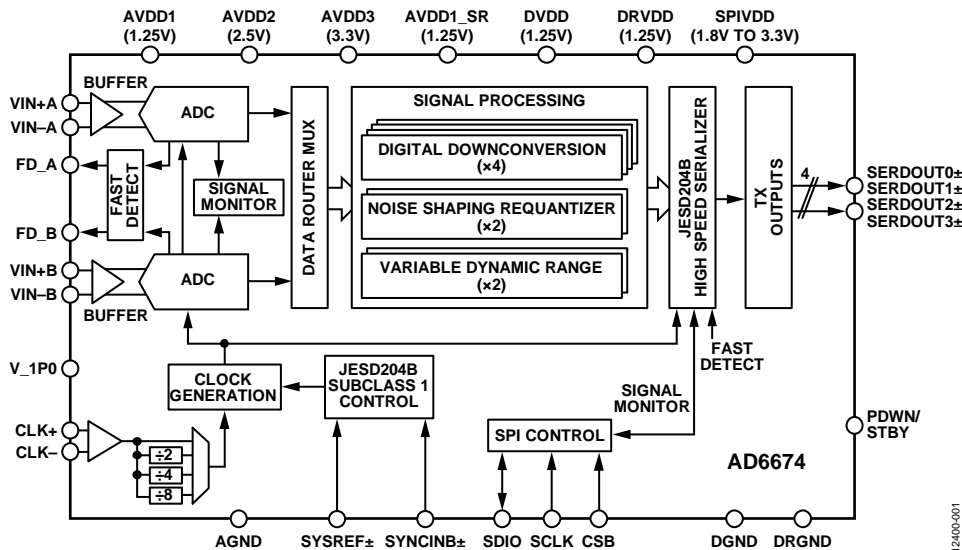 AVDD1 (1.25V)
AVDD2 (2.5V)
AVDD3 (3.3V)
AVDD1_SR (1.25V)
DVDD (1.25V)
DRVDD (1.25V)
SPIVDD (1.8V TO 3.3V)
BUFFER
VIN+A
VIN–A
ADC
FD_A
FAST DETECT
SIGNAL MONITOR
FD_B
VIN+B
VIN–B
ADC
BUFFER
DATA ROUTER MUX
SIGNAL PROCESSING
DIGITAL DOWNCONVERSION
(×4)
NOISE SHAPING REQUANTIZER
(×2)
VARIABLE DYNAMIC RANGE
(×2)
JESD204B
HIGH SPEED SERIALIZER
TX
OUTPUTS
4
SERDOUT0±
SERDOUT1±
SERDOUT2±
SERDOUT3±
FAST
DETECT
V_1P0
CLOCK
GENERATION
JESD204B
SUBCLASS 1
CONTROL
SIGNAL
MONITOR
CLK+
CLK–
÷2
÷4
÷8
SPI CONTROL
PDWN/
STBY
AD6674
AGND
SYSREF±
SYNCINB±
SDIO
SCLK
CSB
DGND
DRGND
12400-001